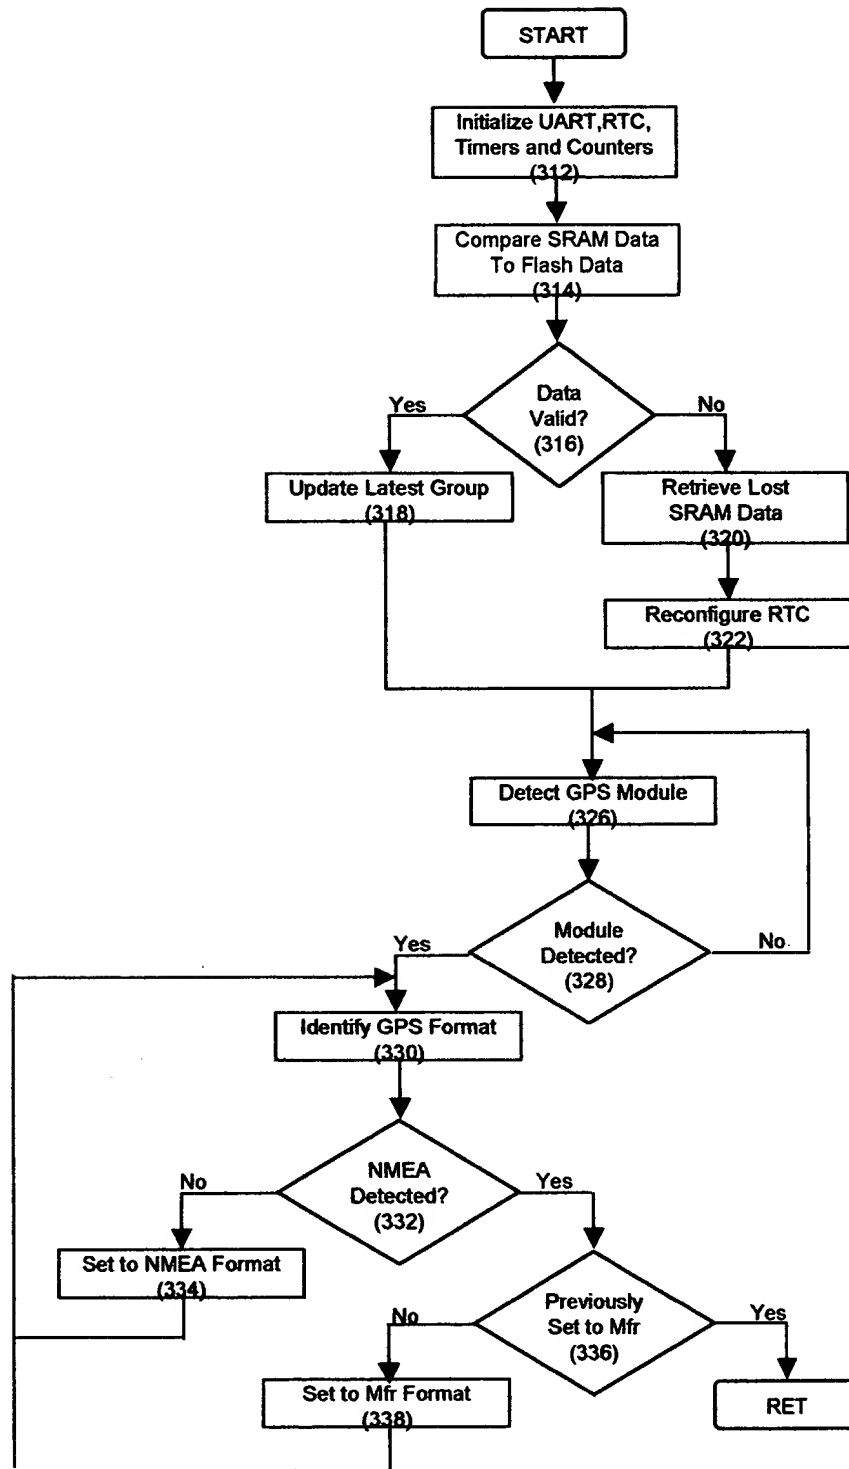 START
Initialize UART,RTC,
Timers and Counters
(312)
Compare SRAM Data
To Flash Data
(314)
Yes
Data
Valid?
(316)
No
Update Latest Group
(318)
Retrieve Lost
SRAM Data
(320)
Reconfigure RTC
(322)
Detect GPS Module
(326)
Yes
Module
Detected?
(328)
No
Identify GPS Format
(330)
No
NMEA
Detected?
(332)
Yes
Set to NMEA Format
(334)
No
Previously
Set to Mfr
(336)
Yes
Set to Mfr Format
(338)
RET